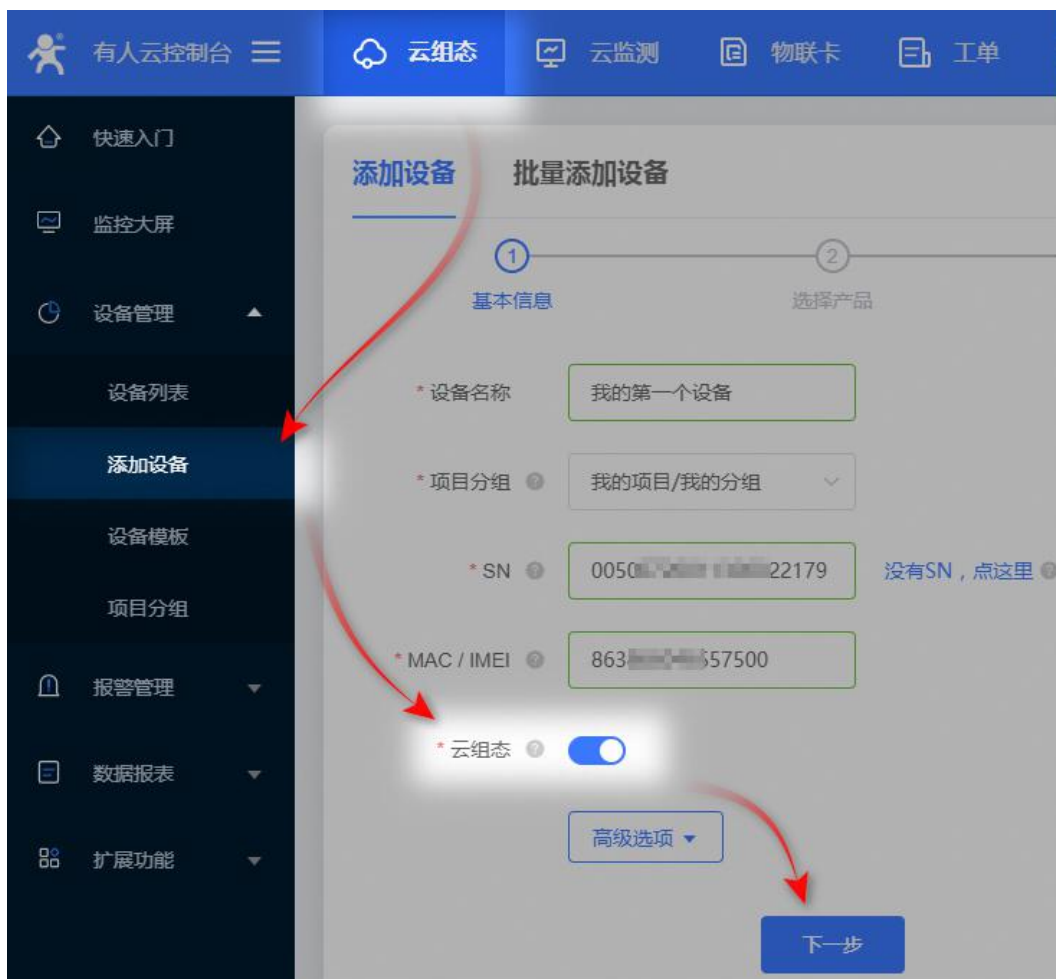 有人云控制台
云组态
云监测
物联卡
工单
快速入门
监控大屏
设备管理
设备列表
添加设备
设备模板
项目分组
报警管理
数据报表
扩展功能
添加设备
批量添加设备
1
基本信息
2
选择产品
* 设备名称
我的第一个设备
* 项目分组
我的项目/我的分组
* SN
0050 22179
没有SN，点这里
* MAC / IMEI
863 557500
* 云组态
高级选项
下一步